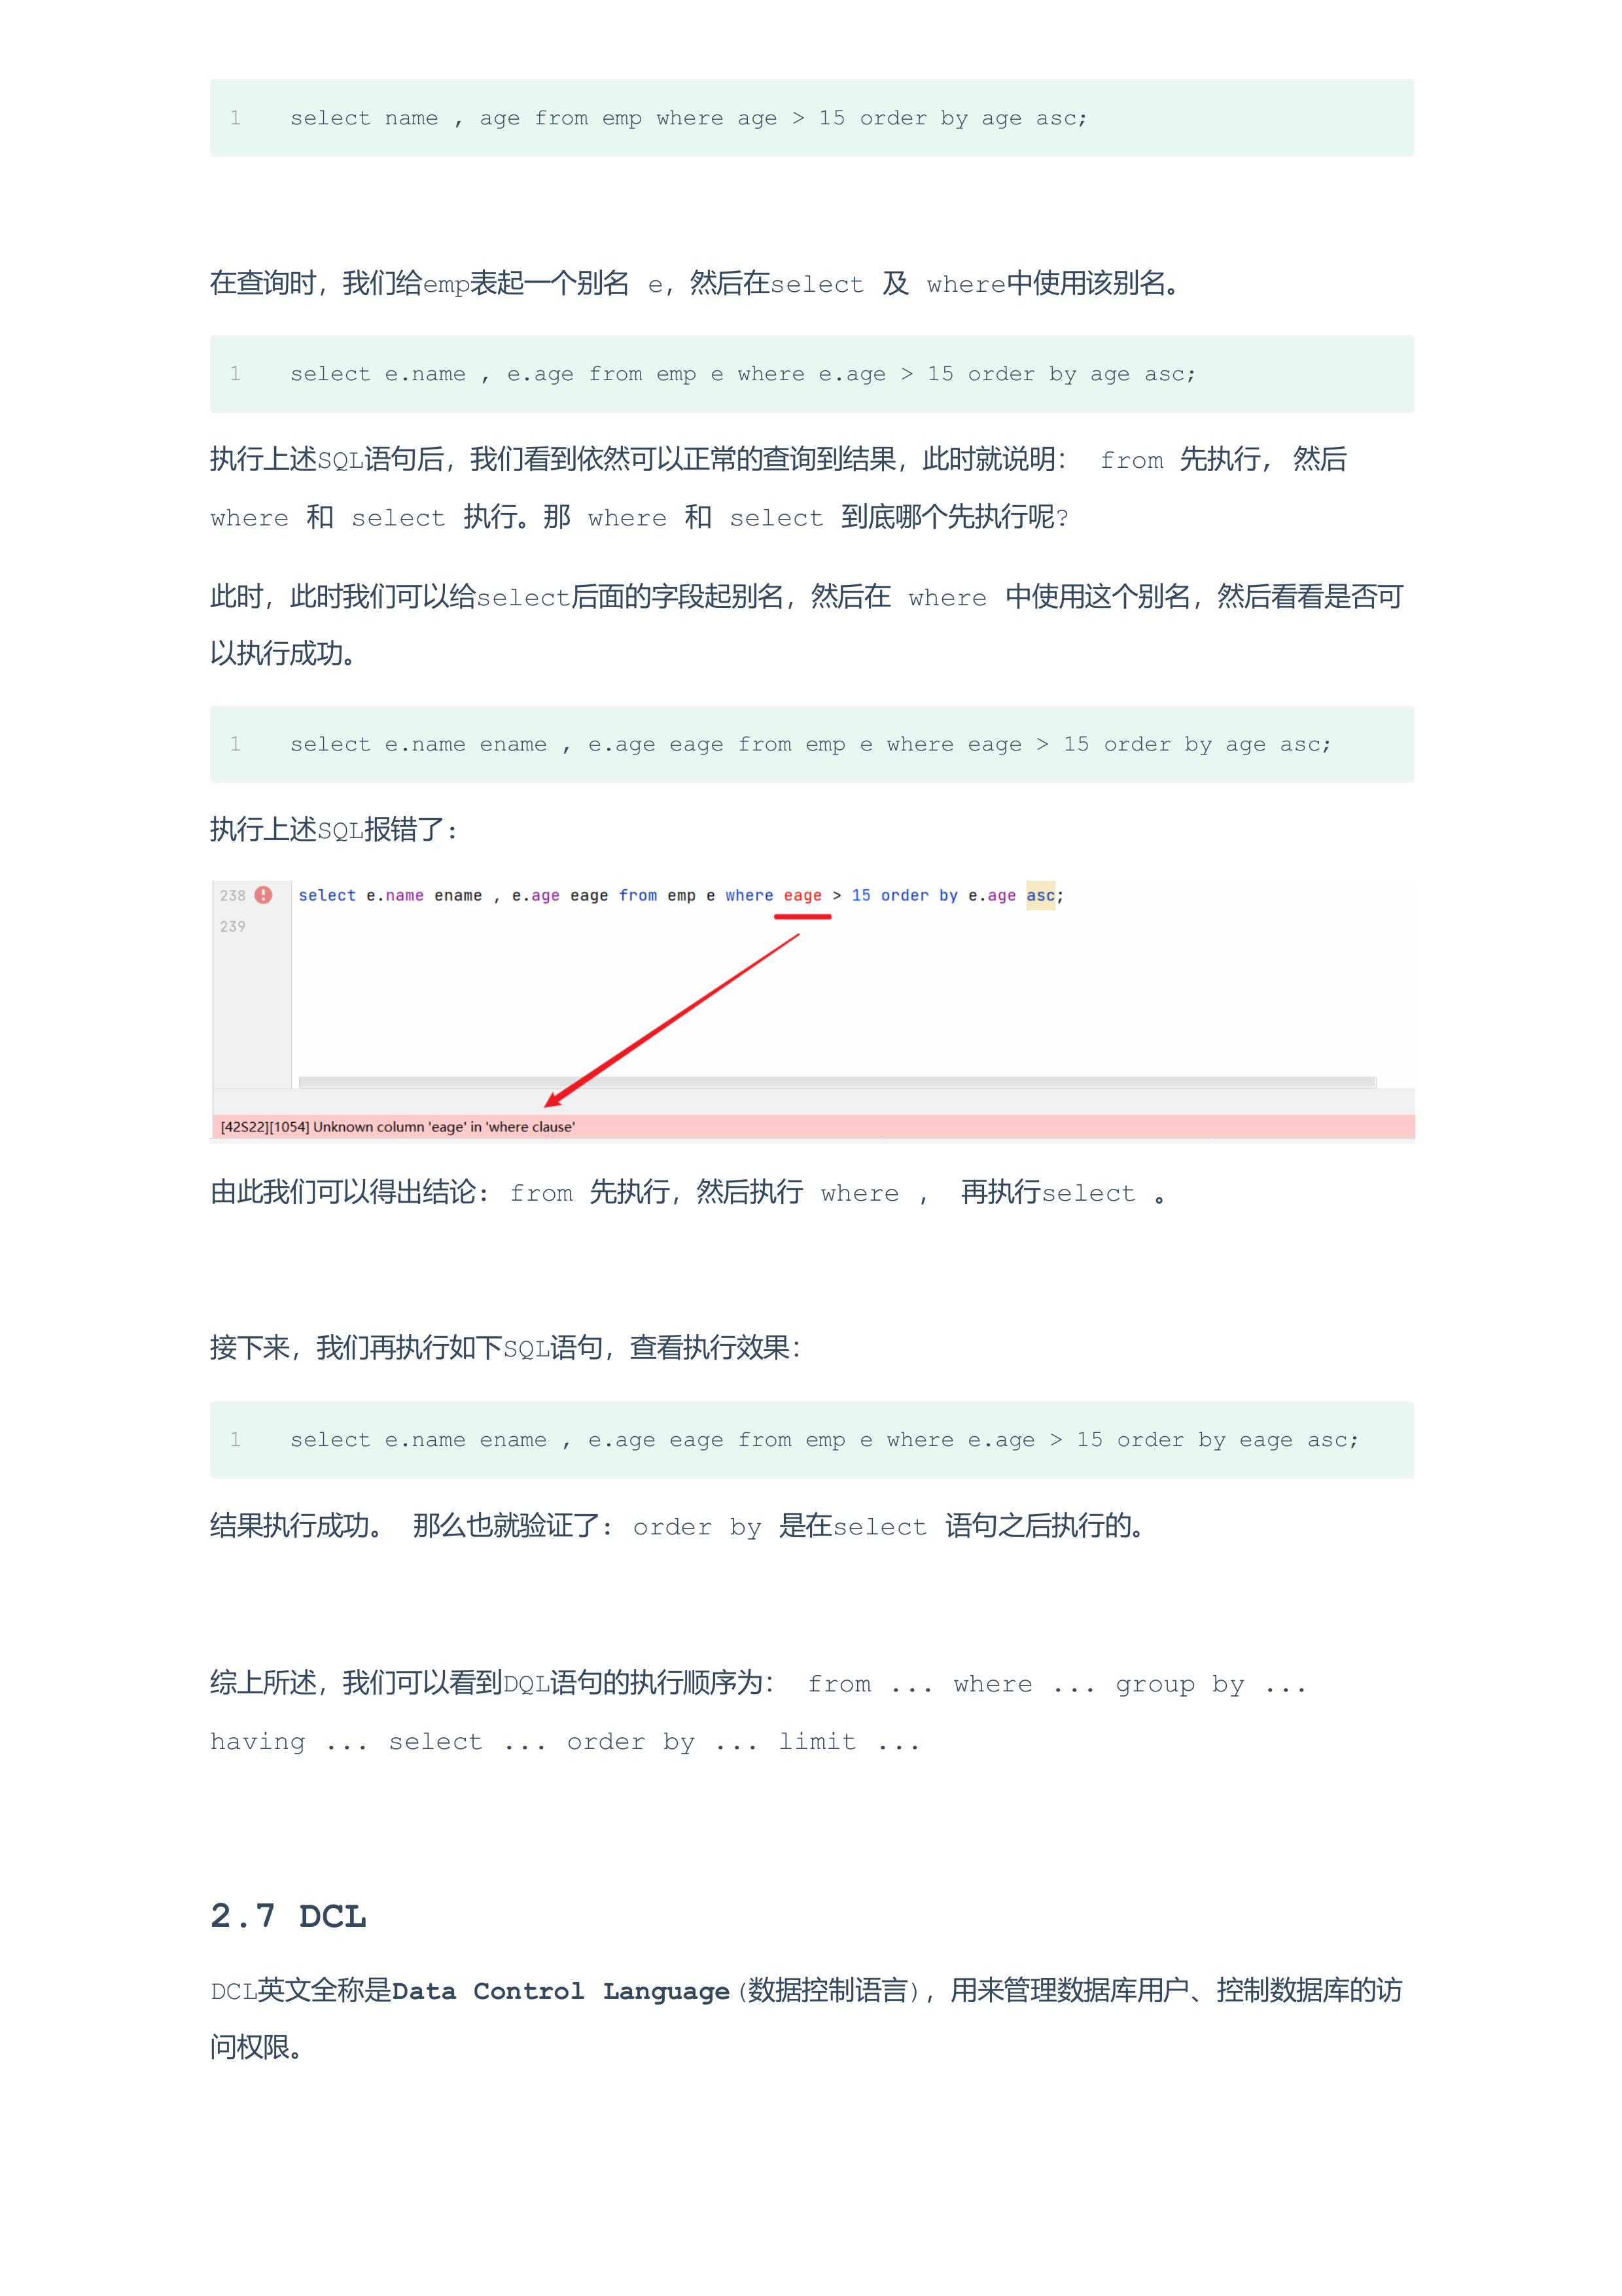 1 select name , age from emp where age > 15 order by age asc;
在查询时，我们给emp表起一个别名 e，然后在select 及 where中使用该别名。
1 select e.name , e.age from emp e where e.age > 15 order by age asc;
执行上述SQL语句后，我们看到依然可以正常的查询到结果，此时就说明： from 先执行, 然后
where 和 select 执行。那 where 和 select 到底哪个先执行呢?
此时，此时我们可以给select后面的字段起别名，然后在 where 中使用这个别名，然后看看是否可
以执行成功。
1 select e.name ename , e.age eage from emp e where eage > 15 order by age asc;
执行上述SQL报错了：
238 select e.name ename , e.age eage from emp e where eage > 15 order by e.age asc;
239
[42S22][1054] Unknown column 'eage' in 'where clause'
由此我们可以得出结论: from 先执行，然后执行 where ， 再执行select 。
接下来，我们再执行如下SQL语句，查看执行效果：
1 select e.name ename , e.age eage from emp e where e.age > 15 order by eage asc;
结果执行成功。 那么也就验证了: order by 是在select 语句之后执行的。
综上所述，我们可以看到DQL语句的执行顺序为： from ... where ... group by ...
having ... select ... order by ... limit ...
2.7 DCL
DCL英文全称是Data Control Language(数据控制语言)，用来管理数据库用户、控制数据库的访
问权限。